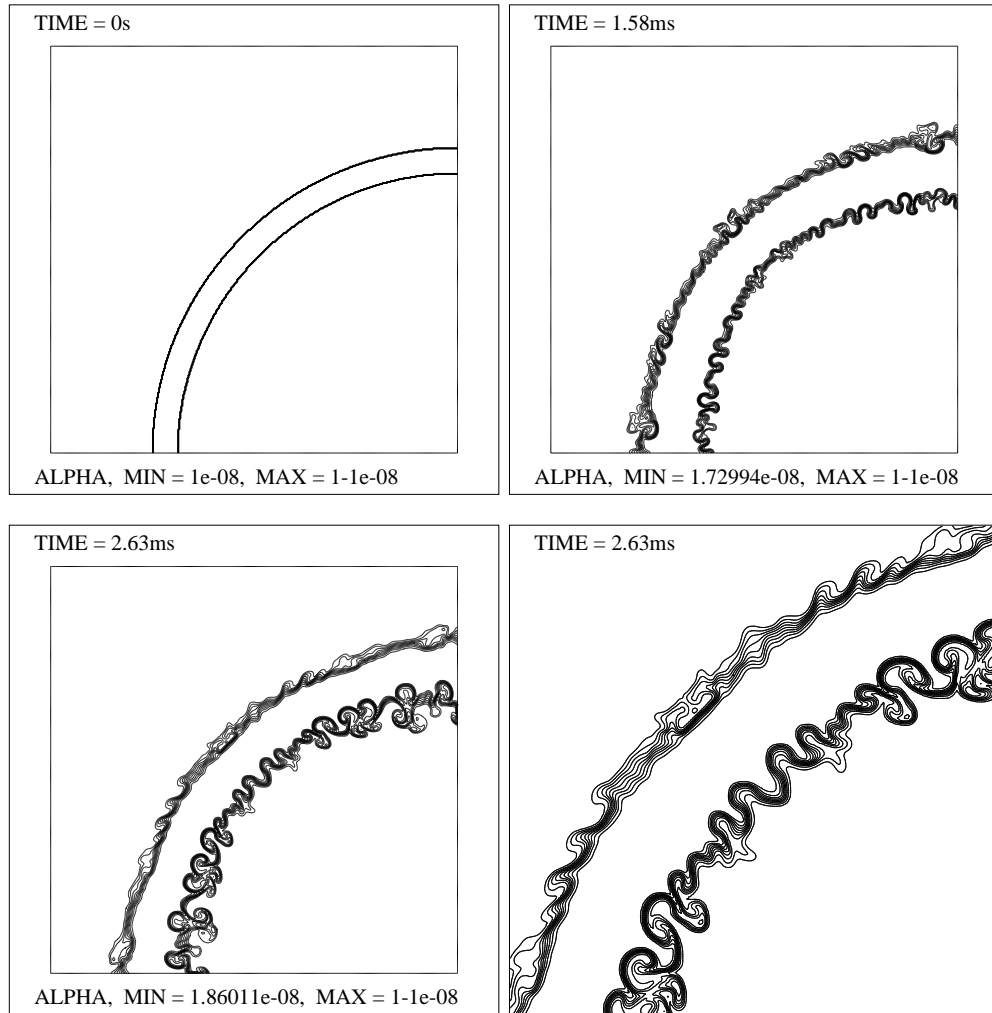 TIME = 0s
TIME = 1.58ms
ALPHA, MIN = 1e-08, MAX = 1-1e-08
ALPHA, MIN = 1.72994e-08, MAX = 1-1e-08
TIME = 2.63ms
TIME = 2.63ms
ALPHA, MIN = 1.86011e-08, MAX = 1-1e-08